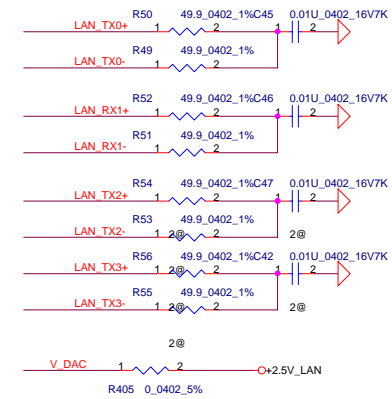 R50 49.9_0402_1% C45 0.01U_0402_16V7K
LAN_TX0+ 1 2 1 2
R49 49.9_0402_1%
LAN_TX0- 1 2
R52 49.9_0402_1% C46 0.01U_0402_16V7K
LAN_RX1+ 1 2 1 2
R51 49.9_0402_1%
LAN_RX1- 1 2
R54 49.9_0402_1% C47 0.01U_0402_16V7K
LAN_TX2+ 1 2 1 2
R53 49.9_0402_1%
LAN_TX2- 1 2 2@ 2@
R56 49.9_0402_1% C42 0.01U_0402_16V7K
LAN_TX3+ 1 2@ 2 1 2
R55 49.9_0402_1%
LAN_TX3- 1 2@ 2 2@
2@
V_DAC 1 2 +2.5V_LAN
R405 0_0402_5%